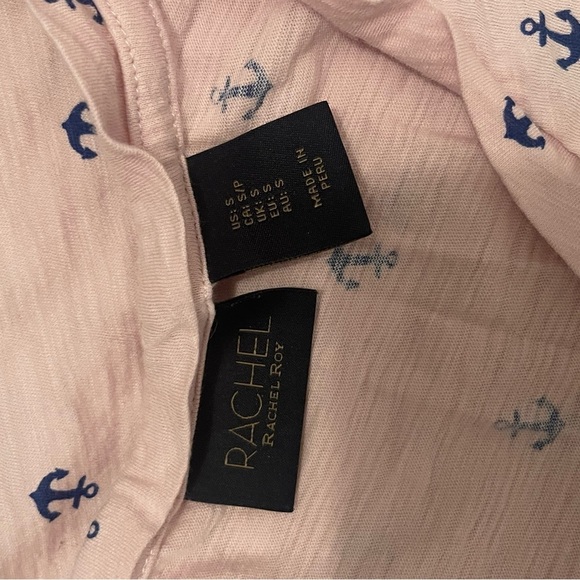 US: S
CA: S/P
UK: S
EU: S
AU: S
MADE IN
PERU
RACHEL
RACHEL ROY